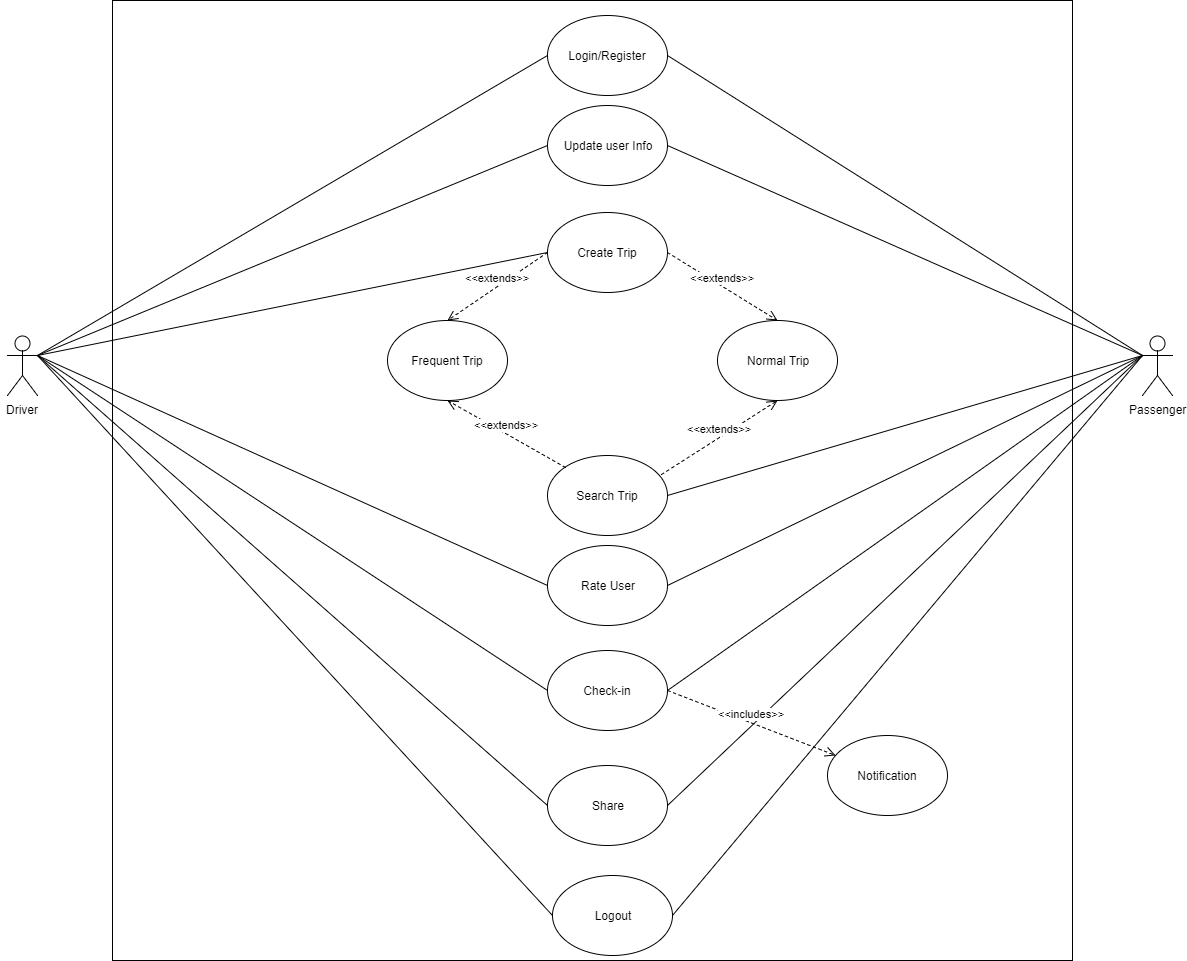 Login/Register
Update user Info
Create Trip
<<extends>>
<<extends>>
Frequent Trip
Normal Trip
Driver
Passenger
<<extends>>
<<extends>>
Search Trip
Rate User
Check-in
<<includes>>
Notification
Share
Logout